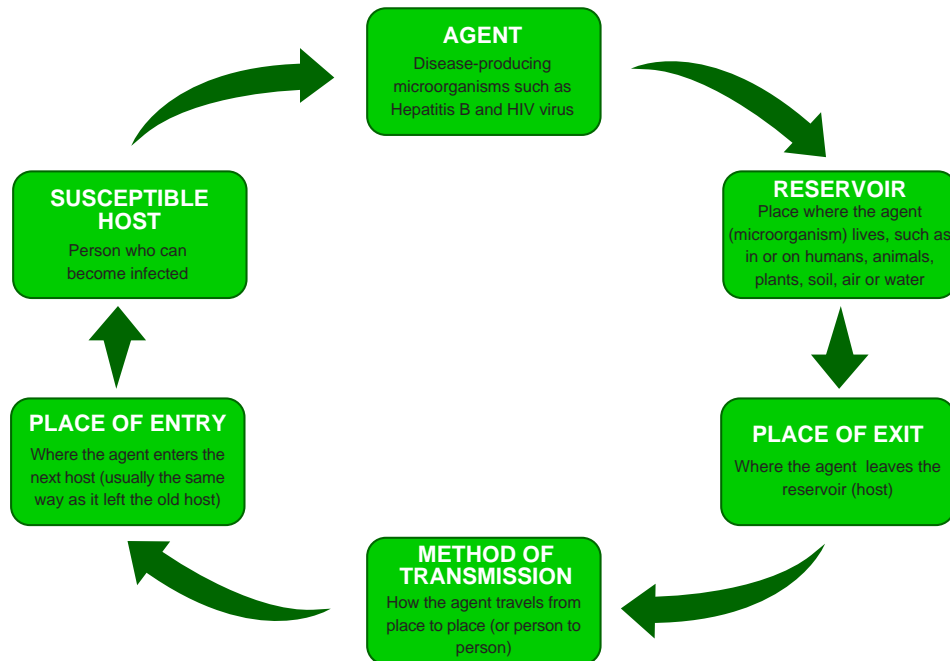 AGENT
Disease-producing
microorganisms such as
Hepatitis B and HIV virus
RESERVOIR
Place where the agent
(microorganism) lives, such as
in or on humans, animals,
plants, soil, air or water
PLACE OF EXIT
Where the agent leaves the
reservoir (host)
METHOD OF
TRANSMISSION
How the agent travels from
place to place (or person to
person)
PLACE OF ENTRY
Where the agent enters the
next host (usually the same
way as it left the old host)
SUSCEPTIBLE
HOST
Person who can
become infected